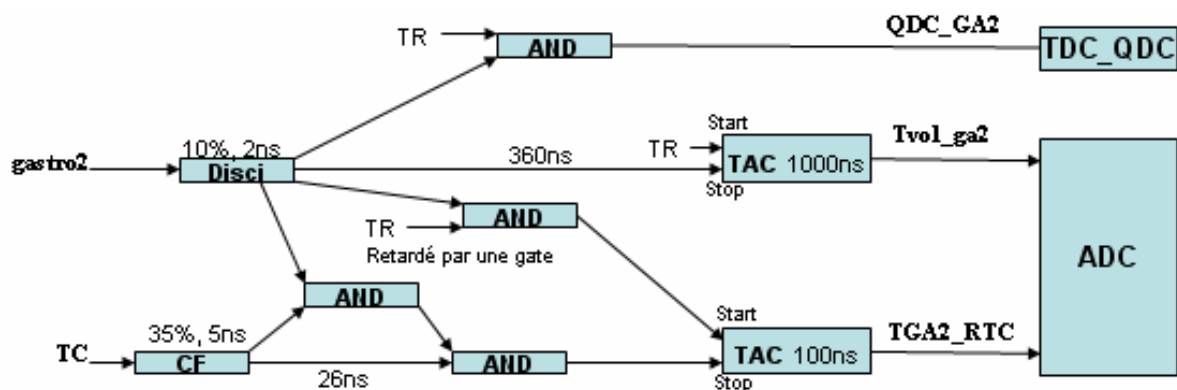 QDC_GA2
TR
AND
TDC_QDC
10%, 2ns
Start
Tvol_ga2
gastro2
Disci
360ns
TR
TAC 1000ns
Stop
AND
TR
Retardé par une gate
ADC
AND
35%, 5ns
Start
TGA2_RTC
TC
CF
26ns
AND
TAC 100ns
Stop